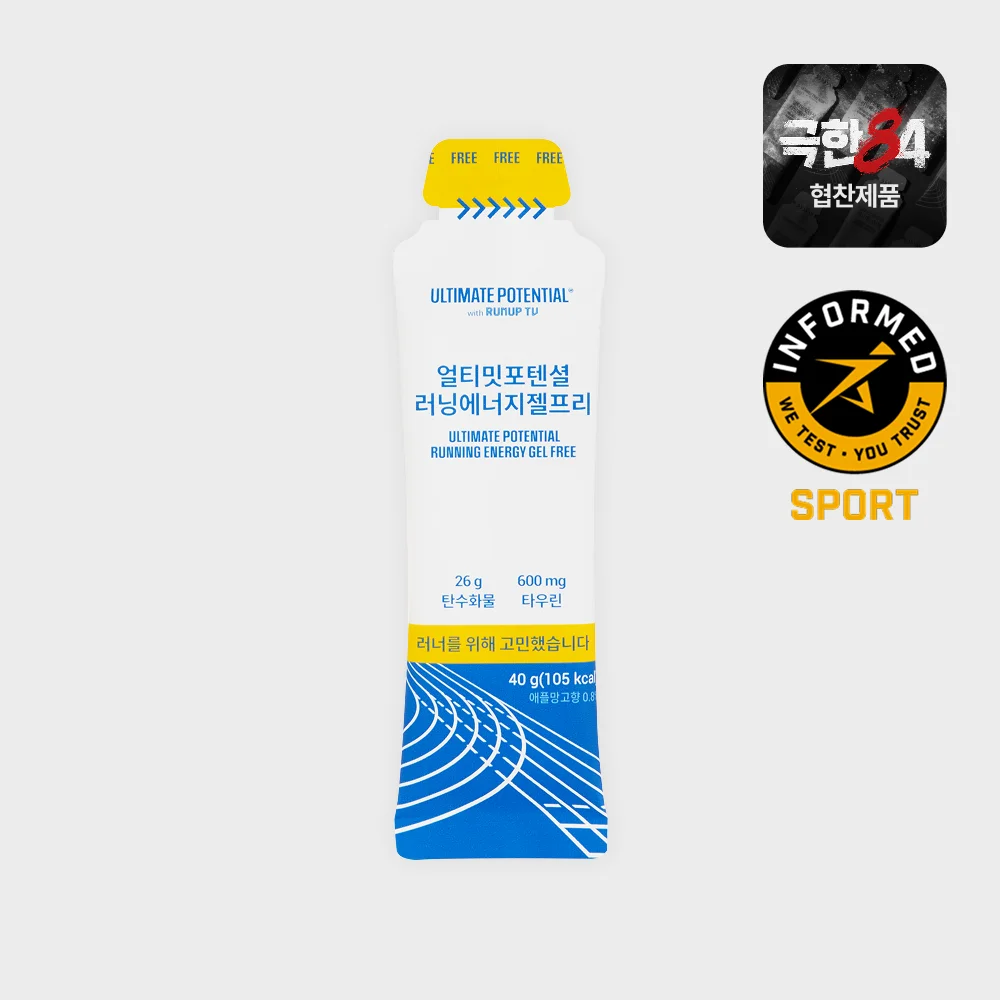 FREE FREE FREE
ULTIMATE POTENTIAL®
with RUNUP TV
얼티밋포텐셜
러닝에너지젤프리
ULTIMATE POTENTIAL
RUNNING ENERGY GEL FREE
26 g 600 mg
탄수화물 타우린
러너를 위해 고민했습니다
40 g(105 kcal
애플망고향 0.8
극한84
협찬제품
INFORMED
WE TEST · YOU TRUST
SPORT